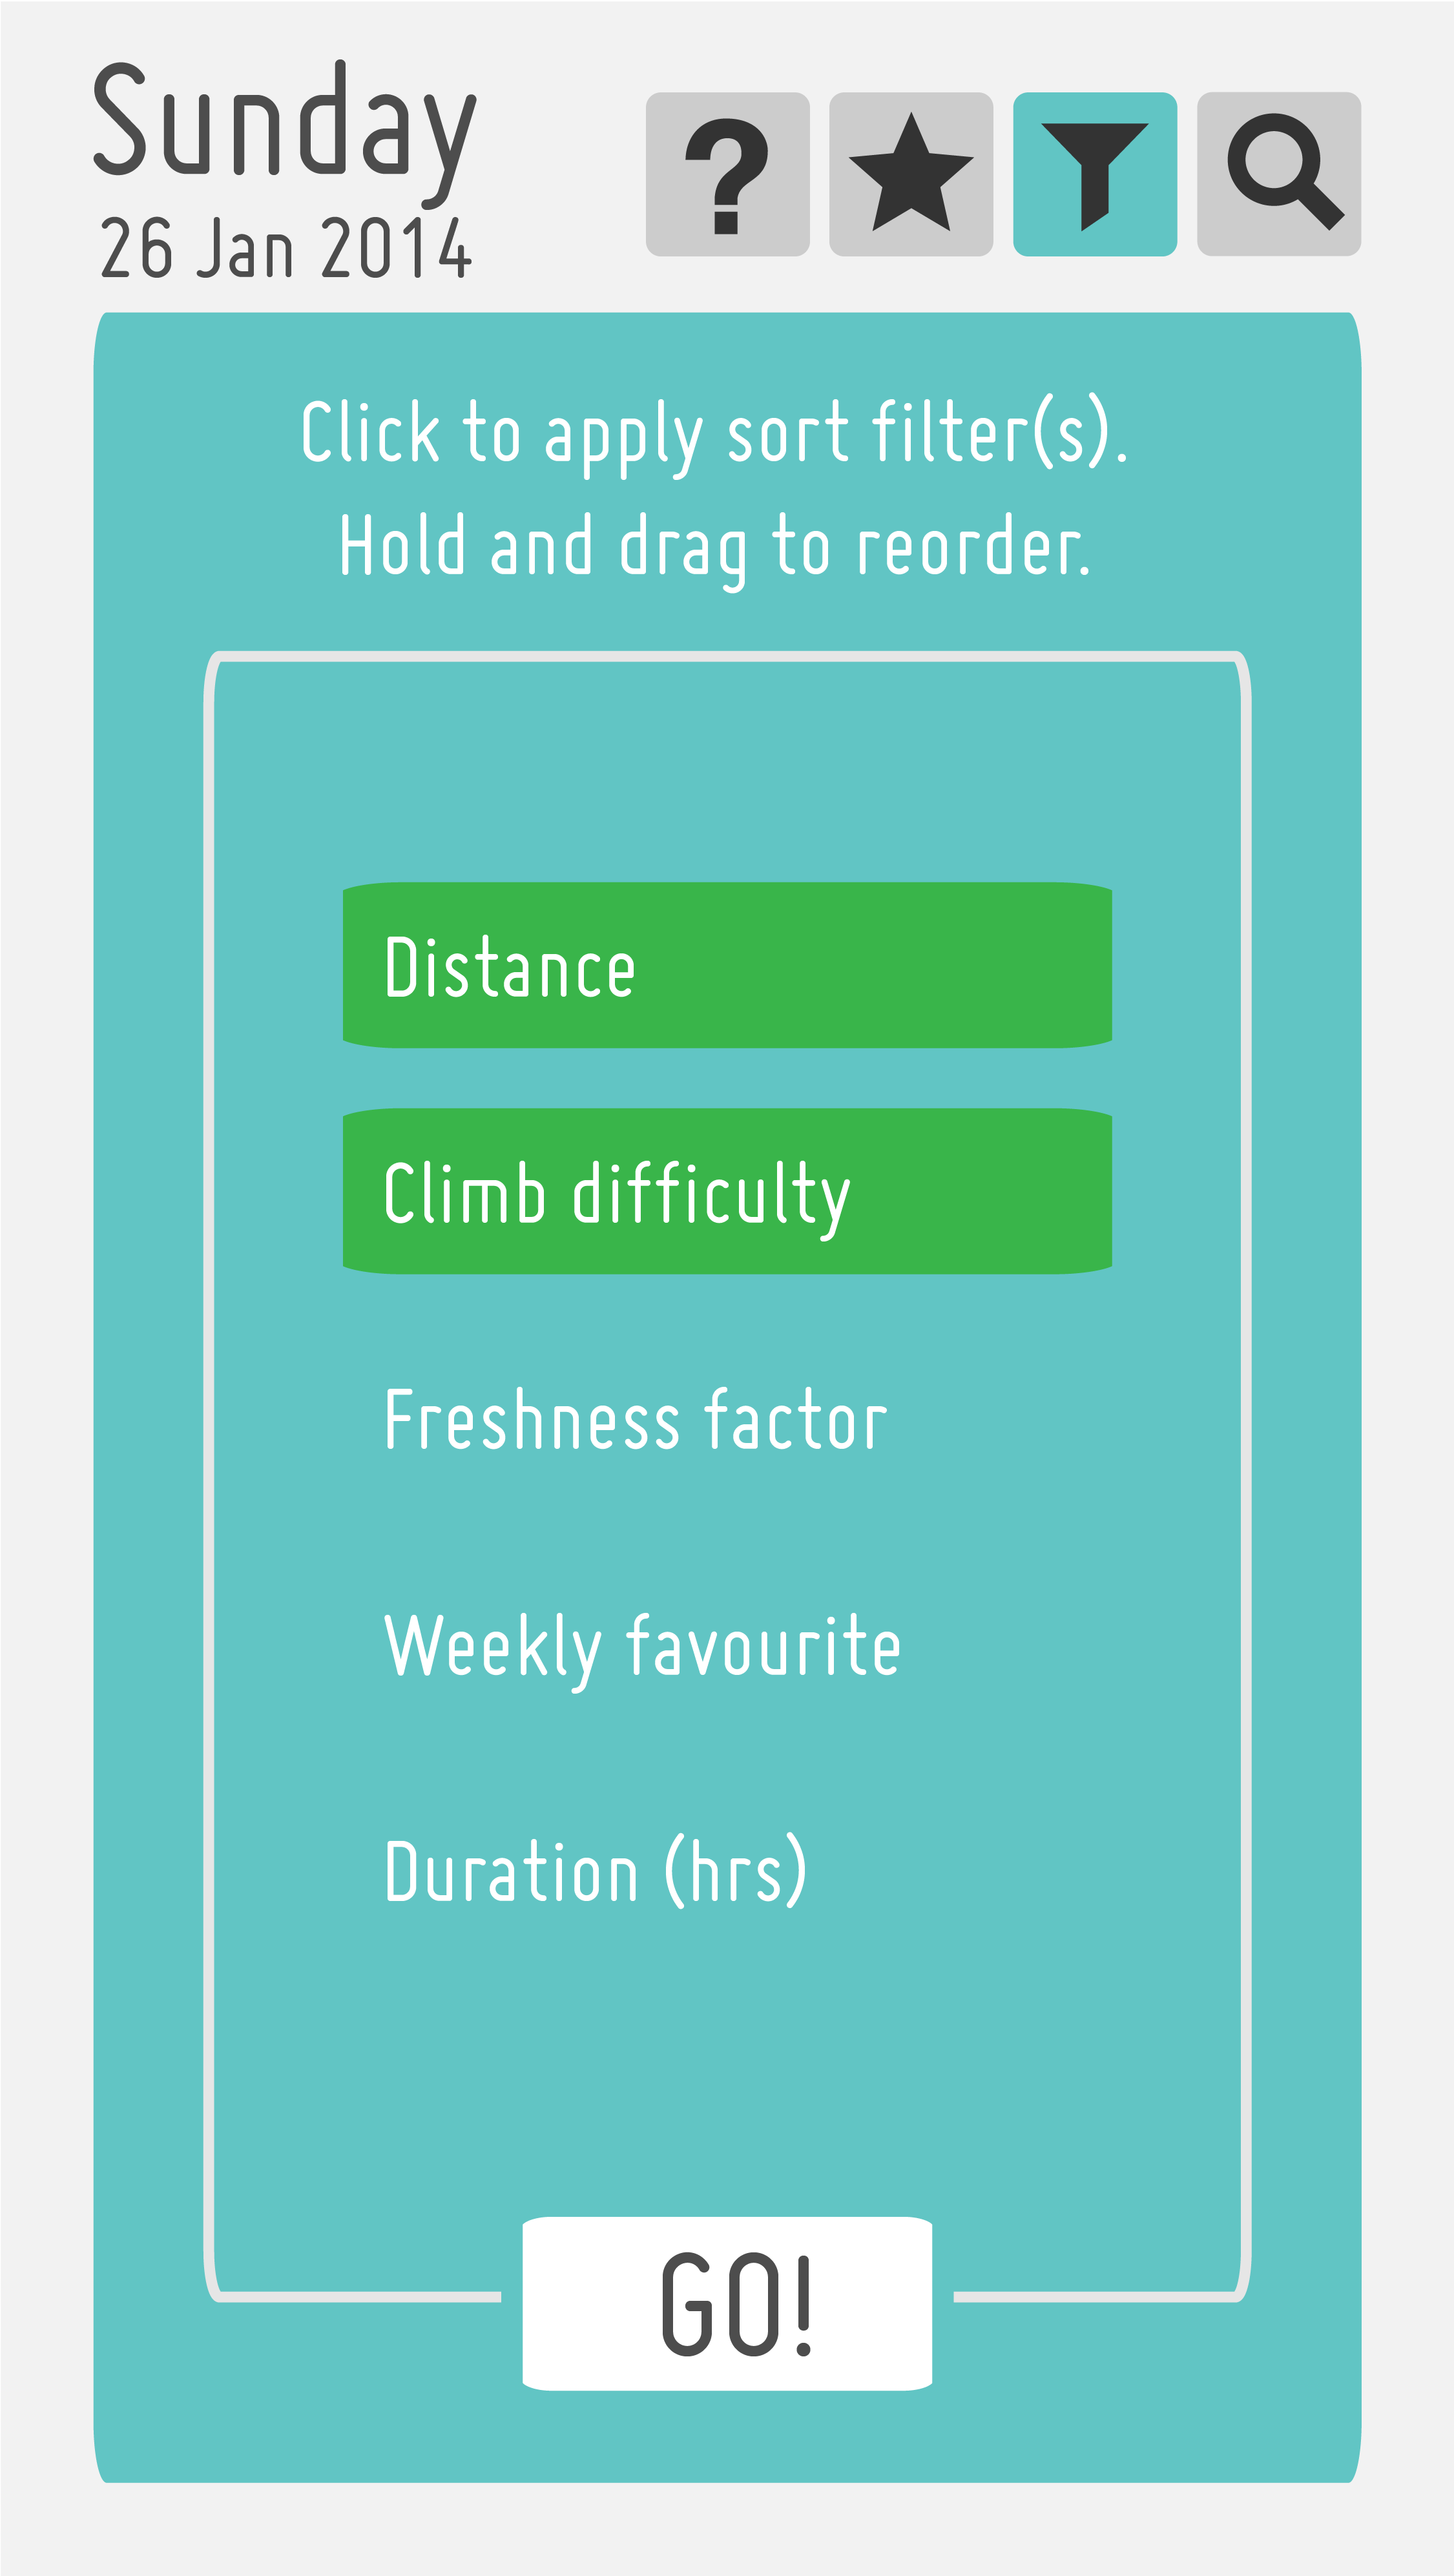 Sunday
26 Jan 2014
?
Click to apply sort filter(s).
Hold and drag to reorder.
Distance
Climb difficulty
Freshness factor
Weekly favourite
Duration (hrs)
GO!